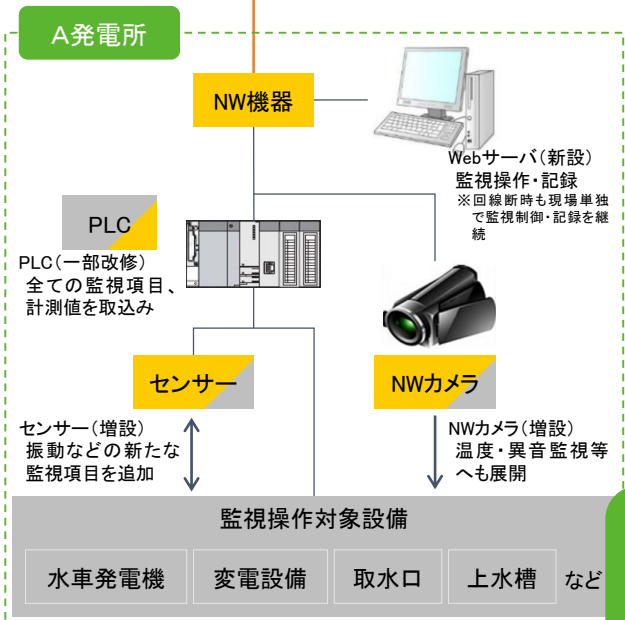 A発電所
NW機器
Webサーバ(新設)
監視操作・記録
※回線断時も現場単独
で監視制御・記録を継
続
PLC
PLC(一部改修)
全ての監視項目、
計測値を取込み
センサー
NWカメラ
センサー(増設)
振動などの新たな
監視項目を追加
NWカメラ(増設)
温度・異音監視等
へも展開
監視操作対象設備
水車発電機 変電設備 取水口 上水槽 など